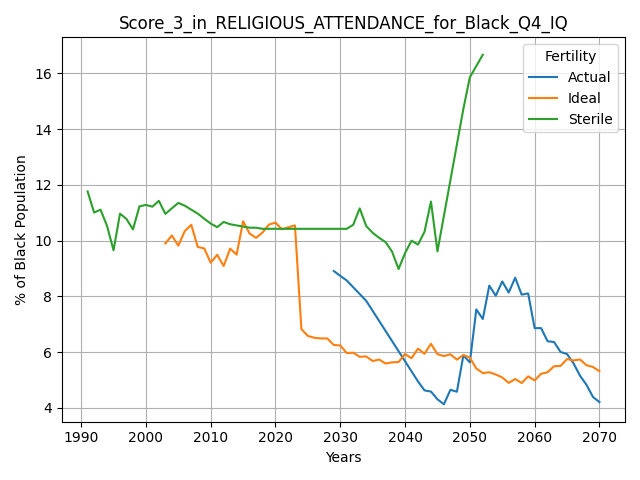 Score_3_in_RELIGIOUS_ATTENDANCE_for_Black_Q4_IQ
% of Black Population
16
14
12
10
8
6
4
Fertility
Actual
Ideal
Sterile
1990 2000 2010 2020 2030 2040 2050 2060 2070
Years